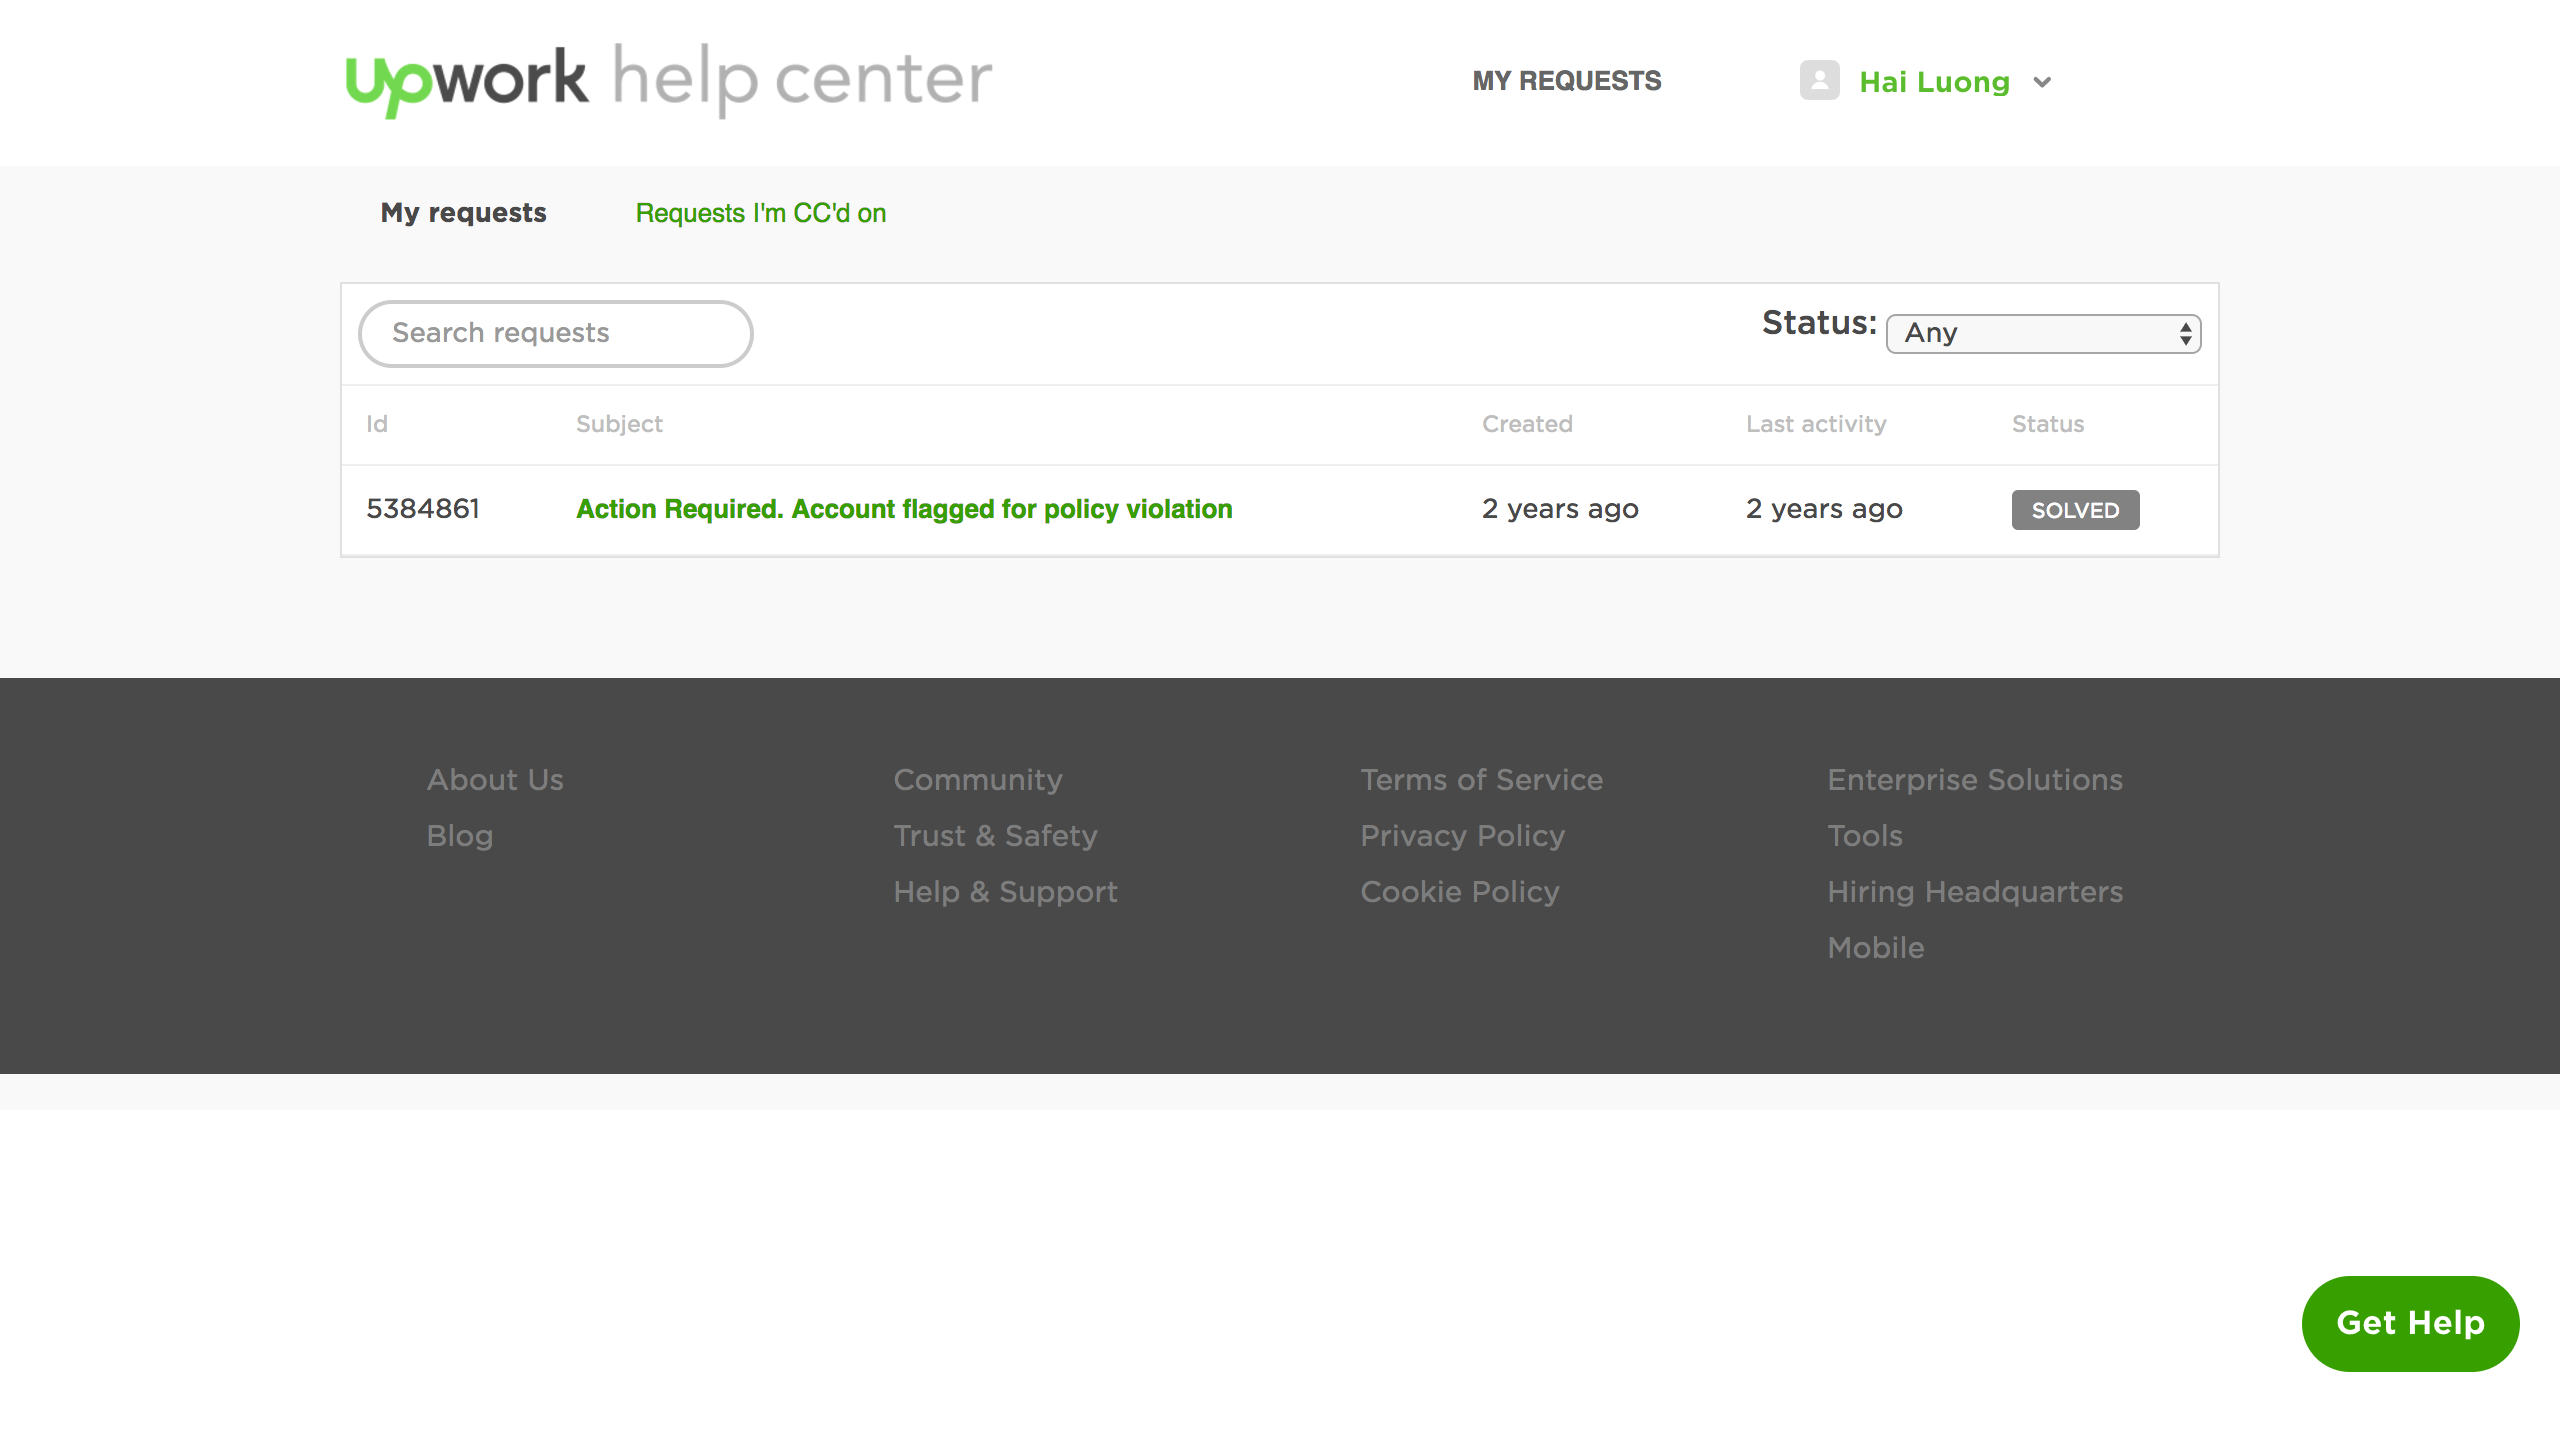 upwork help center
MY REQUESTS
Hai Luong
My requests
Requests I'm CC'd on
Search requests
Status: Any
Id Subject Created Last activity Status
5384861 Action Required. Account flagged for policy violation 2 years ago 2 years ago SOLVED
About Us
Blog
Community
Trust & Safety
Help & Support
Terms of Service
Privacy Policy
Cookie Policy
Enterprise Solutions
Tools
Hiring Headquarters
Mobile
Get Help